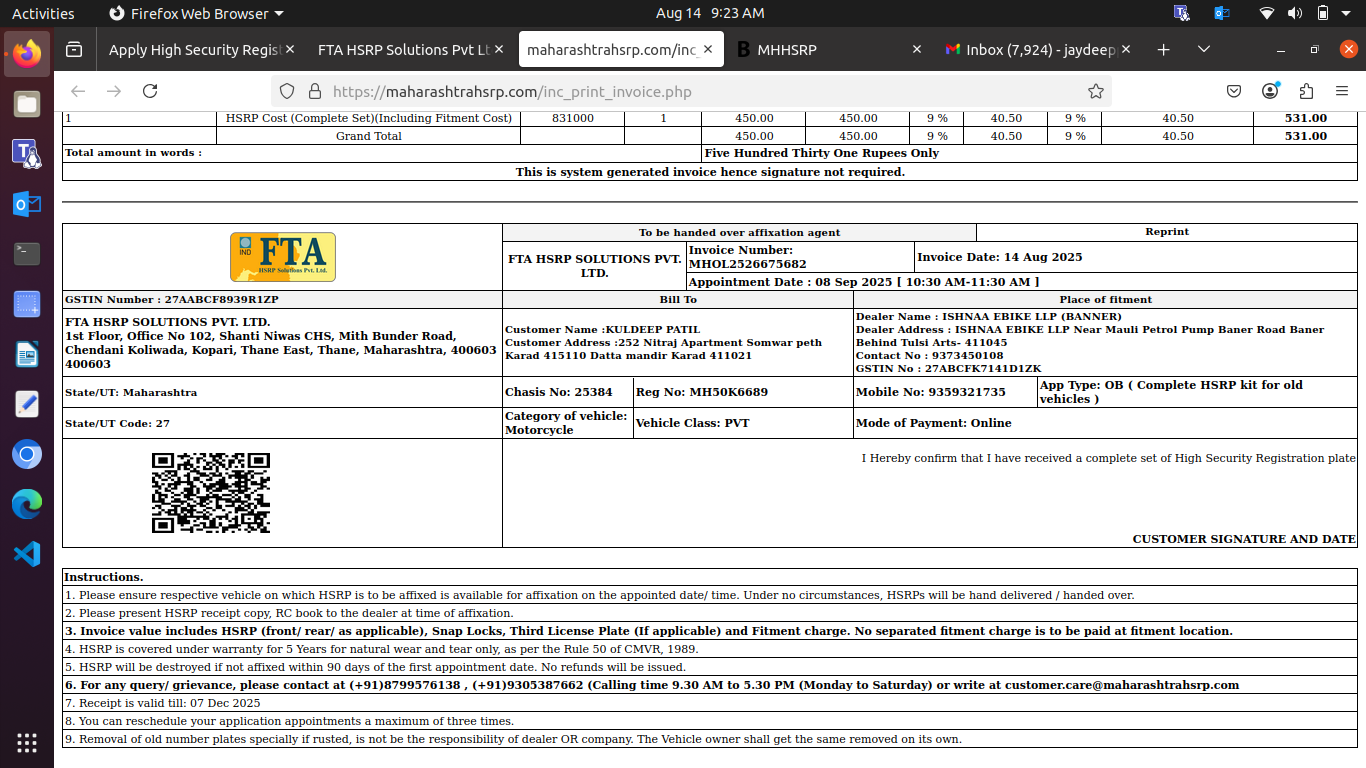 Activities
Firefox Web Browser
Aug 14 9:23 AM
Apply High Security Regis
FTA HSRP Solutions Pvt Lt
maharashtrahsrp.com/inc_
B MHHSRP
Inbox (7,924) - jaydeep
https://maharashtrahsrp.com/inc_print_invoice.php
1 HSRP Cost (Complete Set)(Including Fitment Cost) 831000 1 450.00 450.00 9 % 40.50 9 % 40.50 531.00
Grand Total 450.00 450.00 9 % 40.50 9 % 40.50 531.00
Total amount in words : Five Hundred Thirty One Rupees Only
This is system generated invoice hence signature not required.
IND
FTA
HSRP Solutions Pvt. Ltd.
To be handed over affixation agent
Reprint
FTA HSRP SOLUTIONS PVT.
LTD.
Invoice Number:
MHOL2526675682
Invoice Date: 14 Aug 2025
Appointment Date : 08 Sep 2025 [ 10:30 AM-11:30 AM ]
GSTIN Number : 27AABCF8939R1ZP
Bill To
Place of fitment
FTA HSRP SOLUTIONS PVT. LTD.
1st Floor, Office No 102, Shanti Niwas CHS, Mith Bunder Road,
Chendani Koliwada, Kopari, Thane East, Thane, Maharashtra, 400603
400603
Customer Name :KULDEEP PATIL
Customer Address :252 Nitraj Apartment Somwar peth
Karad 415110 Datta mandir Karad 411021
Dealer Name : ISHNAA EBIKE LLP (BANNER)
Dealer Address : ISHNAA EBIKE LLP Near Mauli Petrol Pump Baner Road Baner
Behind Tulsi Arts- 411045
Contact No : 9373450108
GSTIN No : 27ABCFK7141D1ZK
State/UT: Maharashtra
Chasis No: 25384
Reg No: MH50K6689
Mobile No: 9359321735
App Type: OB ( Complete HSRP kit for old
vehicles )
State/UT Code: 27
Category of vehicle:
Motorcycle
Vehicle Class: PVT
Mode of Payment: Online
I Hereby confirm that I have received a complete set of High Security Registration plate
CUSTOMER SIGNATURE AND DATE
Instructions.
1. Please ensure respective vehicle on which HSRP is to be affixed is available for affixation on the appointed date/ time. Under no circumstances, HSRPs will be hand delivered / handed over.
2. Please present HSRP receipt copy, RC book to the dealer at time of affixation.
3. Invoice value includes HSRP (front/ rear/ as applicable), Snap Locks, Third License Plate (If applicable) and Fitment charge. No separated fitment charge is to be paid at fitment location.
4. HSRP is covered under warranty for 5 Years for natural wear and tear only, as per the Rule 50 of CMVR, 1989.
5. HSRP will be destroyed if not affixed within 90 days of the first appointment date. No refunds will be issued.
6. For any query/ grievance, please contact at (+91)8799576138 , (+91)9305387662 (Calling time 9.30 AM to 5.30 PM (Monday to Saturday) or write at customer.care@maharashtrahsrp.com
7. Receipt is valid till: 07 Dec 2025
8. You can reschedule your application appointments a maximum of three times.
9. Removal of old number plates specially if rusted, is not be the responsibility of dealer OR company. The Vehicle owner shall get the same removed on its own.